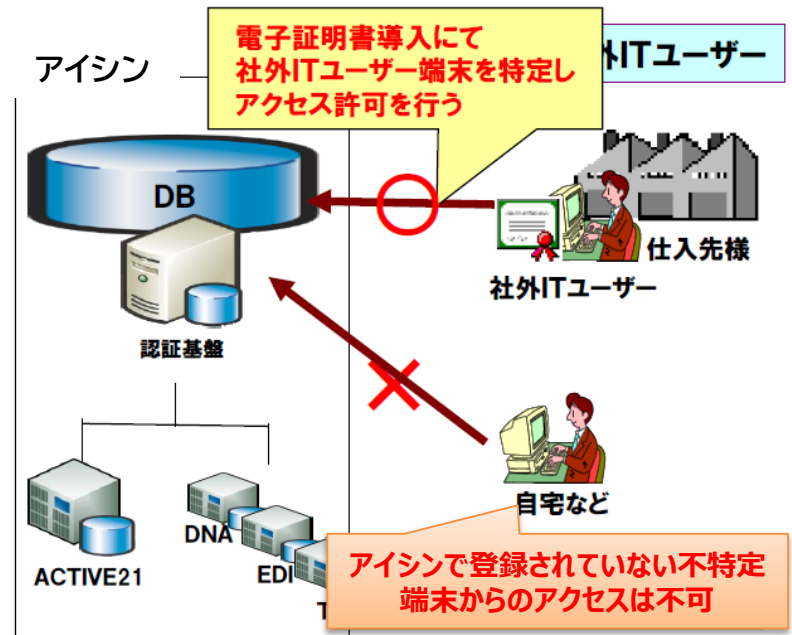 アイシン
電子証明書導入にて
社外ITユーザー端末を特定し
アクセス許可を行う
ITユーザー
DB
認証基盤
仕入先様
社外ITユーザー
自宅など
ACTIVE21
DNA
EDI
T
アイシンで登録されていない不特定
端末からのアクセスは不可